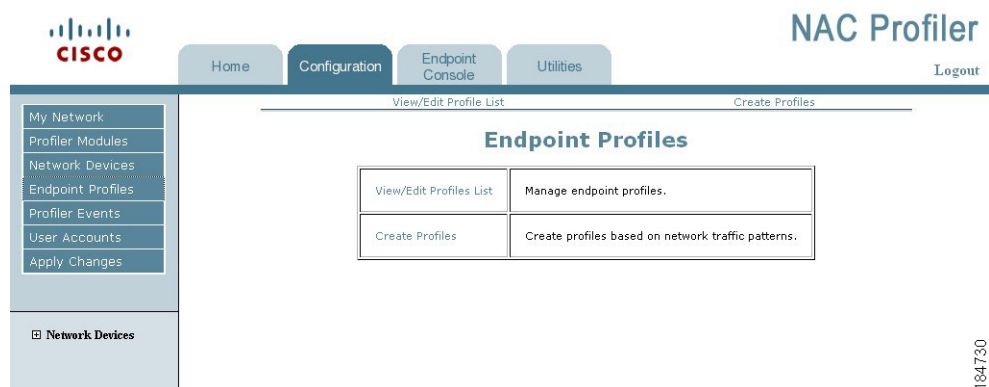 CISCO
NAC Profiler
Home
Configuration
Endpoint
Console
Utilities
Logout
View/Edit Profile List
Create Profiles
My Network
Profiler Modules
Network Devices
Endpoint Profiles
Profiler Events
User Accounts
Apply Changes
Endpoint Profiles
View/Edit Profiles List
Manage endpoint profiles.
Create Profiles
Create profiles based on network traffic patterns.
Network Devices
184730